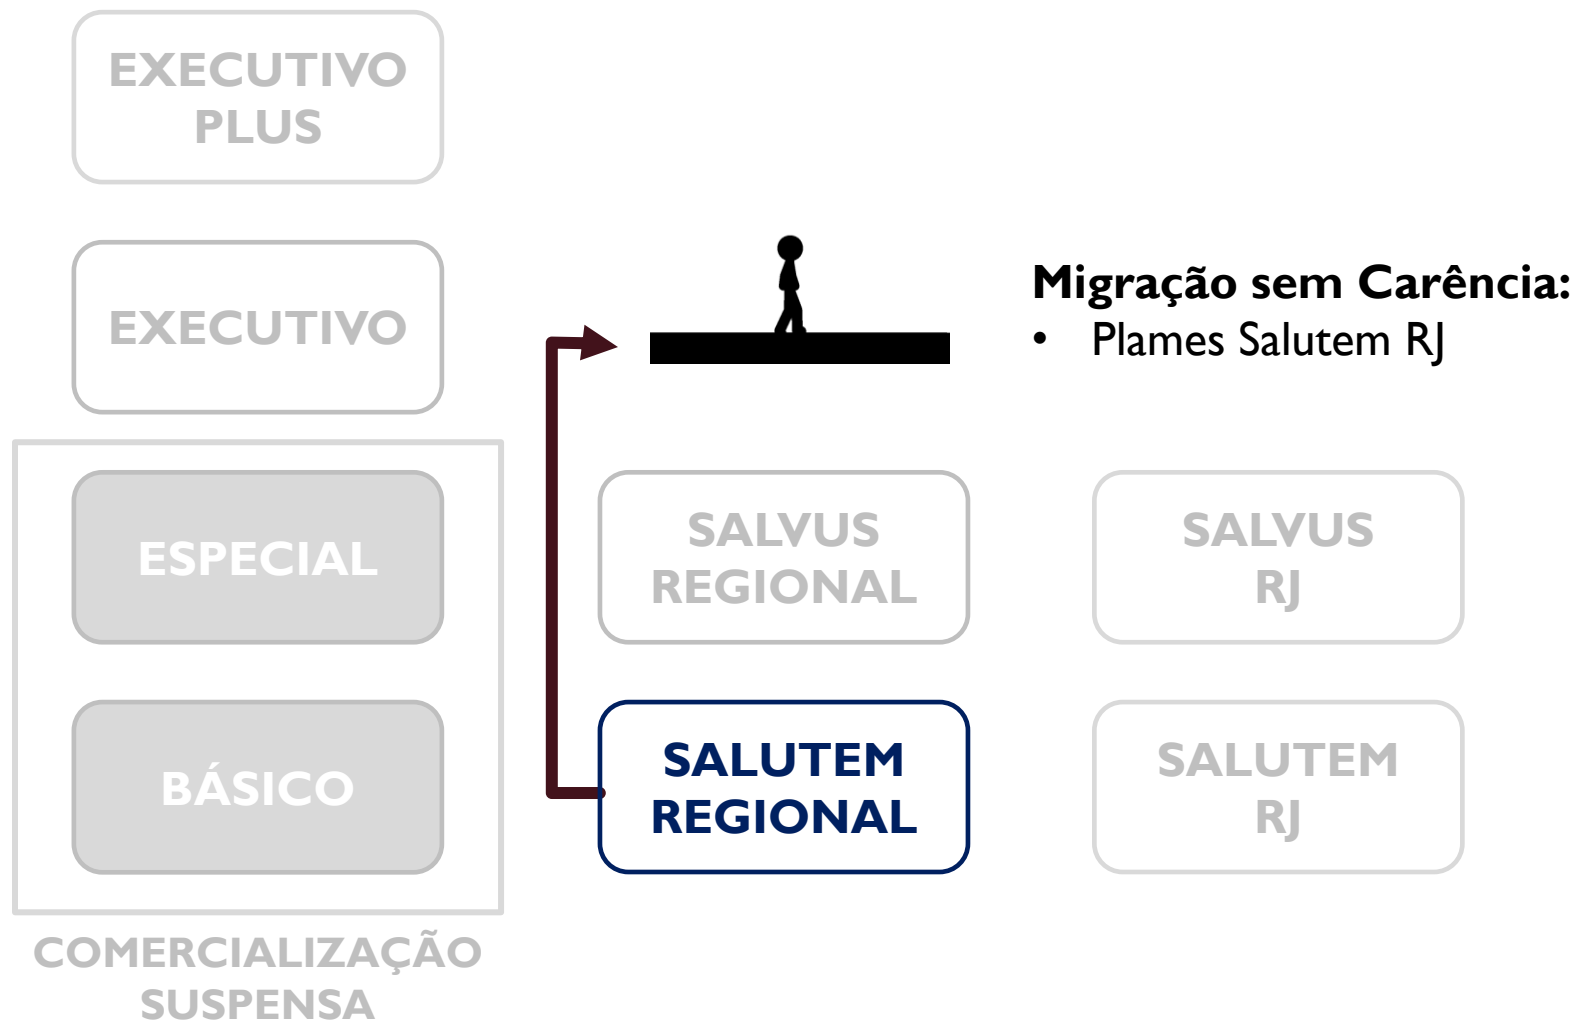 EXECUTIVO
PLUS
EXECUTIVO
Migração sem Carência:
• Plames Salutem RJ
ESPECIAL
SALVUS
REGIONAL
SALVUS
RJ
BÁSICO
SALUTEM
REGIONAL
SALUTEM
RJ
COMERCIALIZAÇÃO
SUSPENSA